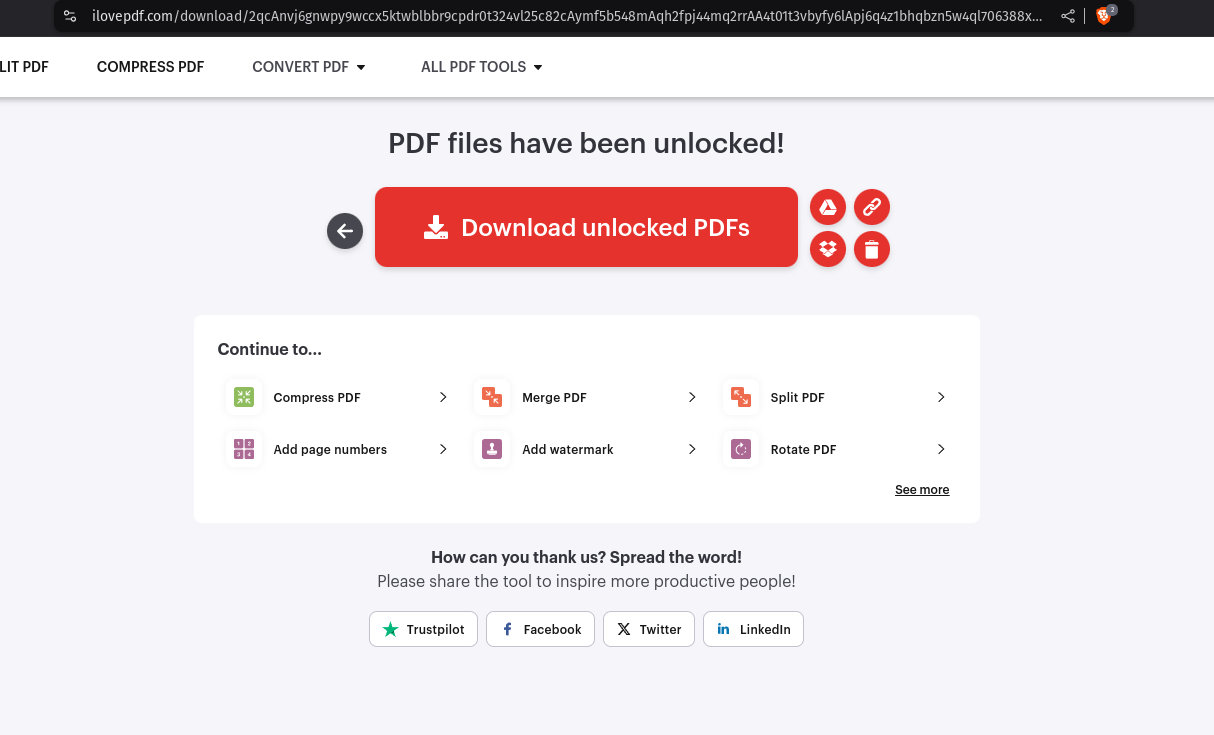 ilovepdf.com/download/2qcAnvj6gnwpy9wccx5ktwblbbr9cpdr0t324vl25c82cAymf5b548mAqh2fpj44mq2rrAA4t01t3vbyfy6lApj6q4z1bhqbzn5w4ql706388x...
2
LIT PDF COMPRESS PDF CONVERT PDF ALL PDF TOOLS
PDF files have been unlocked!
Download unlocked PDFs
Continue to...
Compress PDF Merge PDF Split PDF
Add page numbers Add watermark Rotate PDF
See more
How can you thank us? Spread the word!
Please share the tool to inspire more productive people!
Trustpilot Facebook Twitter LinkedIn